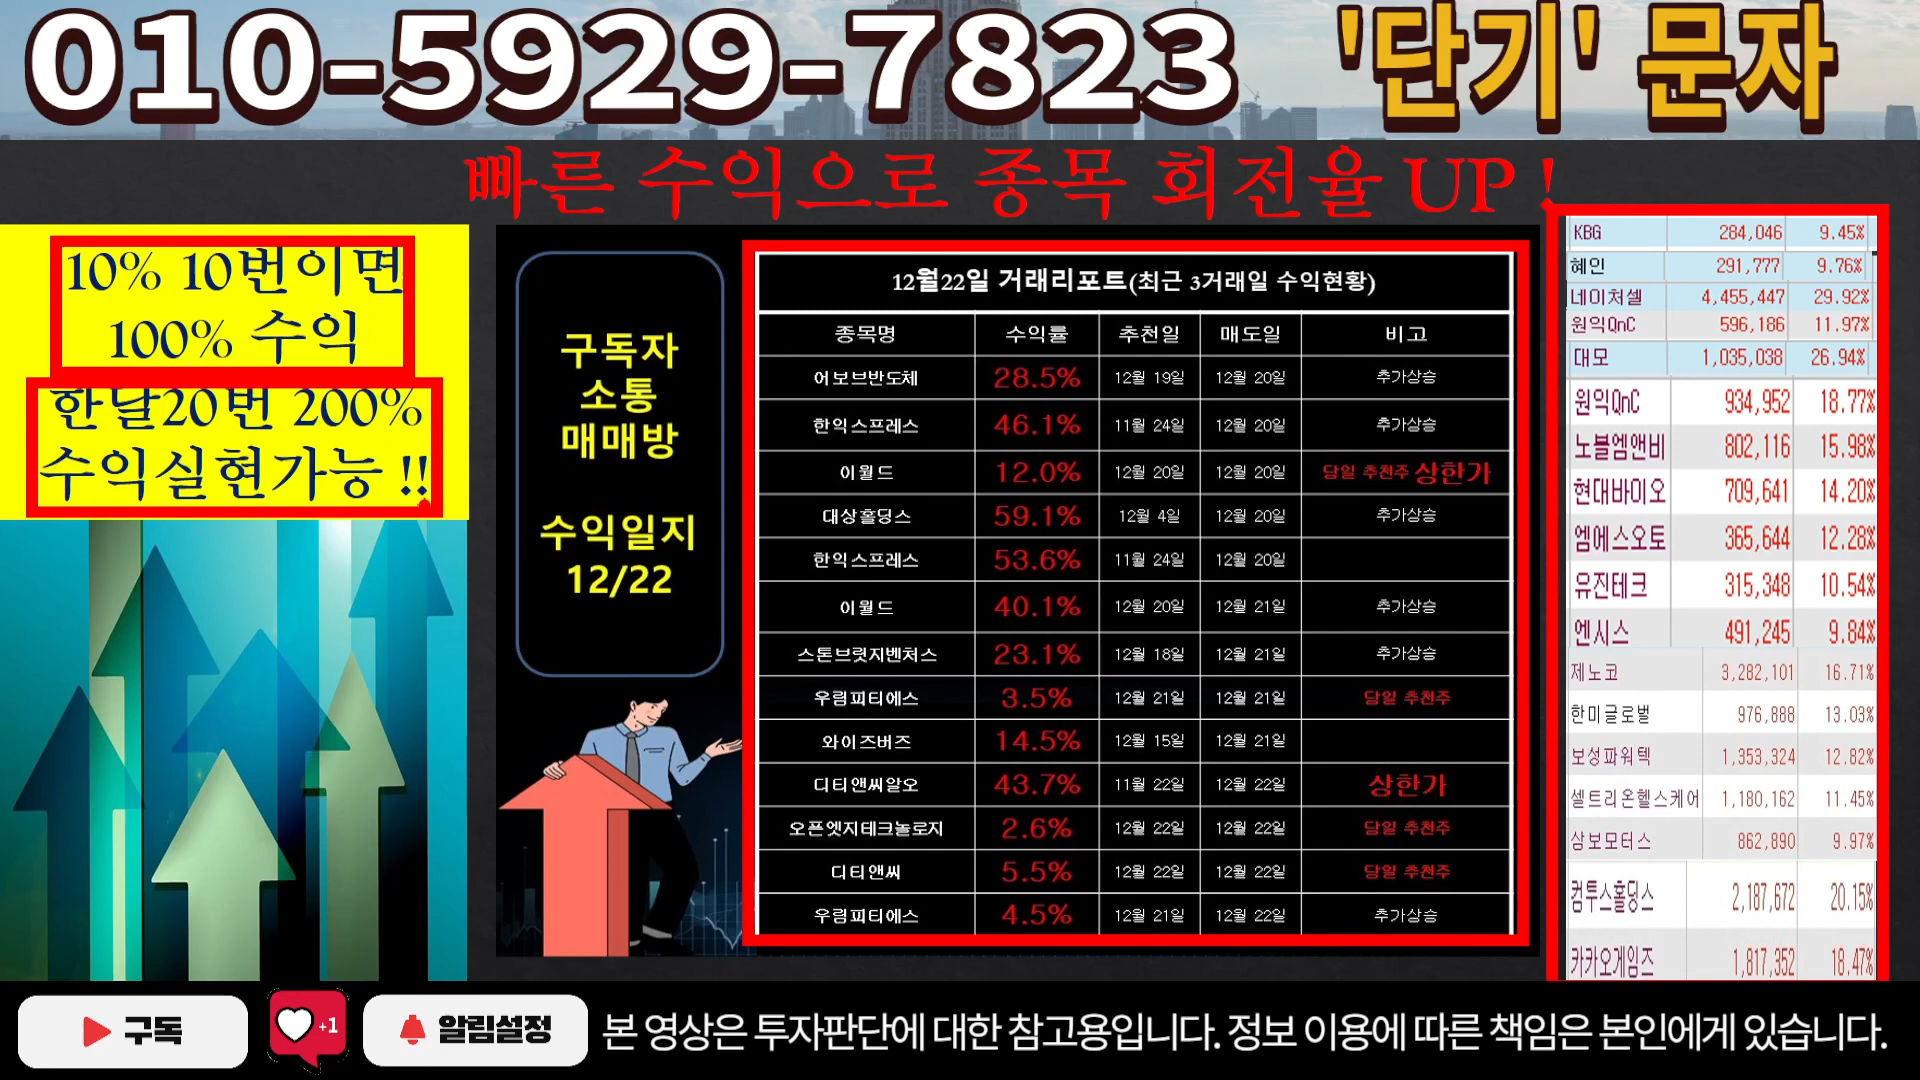 010-5929-7823 '단기' 문자
빠른 수익으로 종목 회전율 UP !
10% 10번이면
100% 수익
한달20번 200%
수익실현가능 !!
구독자
소통
매매방
수익일지
12/22
12월22일 거래리포트(최근 3거래일 수익현황)
종목명 수익률 추천일 매도일 비고
어보브반도체 28.5% 12월 19일 12월 20일 추가상승
한익스프레스 46.1% 11월 24일 12월 20일 추가상승
이월드 12.0% 12월 20일 12월 20일 당일 추천주 상한가
대상홀딩스 59.1% 12월 4일 12월 20일 추가상승
한익스프레스 53.6% 11월 24일 12월 20일
이월드 40.1% 12월 20일 12월 21일 추가상승
스톤브릿지벤처스 23.1% 12월 18일 12월 21일 추가상승
우림피티에스 3.5% 12월 21일 12월 21일 당일 추천주
와이즈버즈 14.5% 12월 15일 12월 21일
디티앤씨알오 43.7% 11월 22일 12월 22일 상한가
오픈엣지테크놀로지 2.6% 12월 22일 12월 22일 당일 추천주
디티앤씨 5.5% 12월 22일 12월 22일 당일 추천주
우림피티에스 4.5% 12월 21일 12월 22일 추가상승
KBG 284,046 9.45%
혜인 291,777 9.76%
네이처셀 4,455,447 29.92%
원익QnC 596,186 11.97%
대모 1,035,038 26.94%
원익QnC 934,952 18.77%
노블엠앤비 802,116 15.98%
현대바이오 709,641 14.20%
엠에스오토 365,644 12.28%
유진테크 315,348 10.54%
엔시스 491,245 9.84%
제노코 3,282,101 16.71%
한미글로벌 976,888 13.03%
보성파워텍 1,353,324 12.82%
셀트리온헬스케어 1,180,162 11.45%
삼보모터스 862,890 9.97%
컴투스홀딩스 2,187,672 20.15%
카카오게임즈 1,817,352 18.47%
구독 +1 알림설정 본 영상은 투자판단에 대한 참고용입니다. 정보 이용에 따른 책임은 본인에게 있습니다.